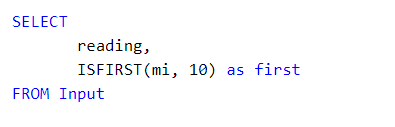 SELECT
reading,
ISFIRST(mi, 10) as first
FROM Input